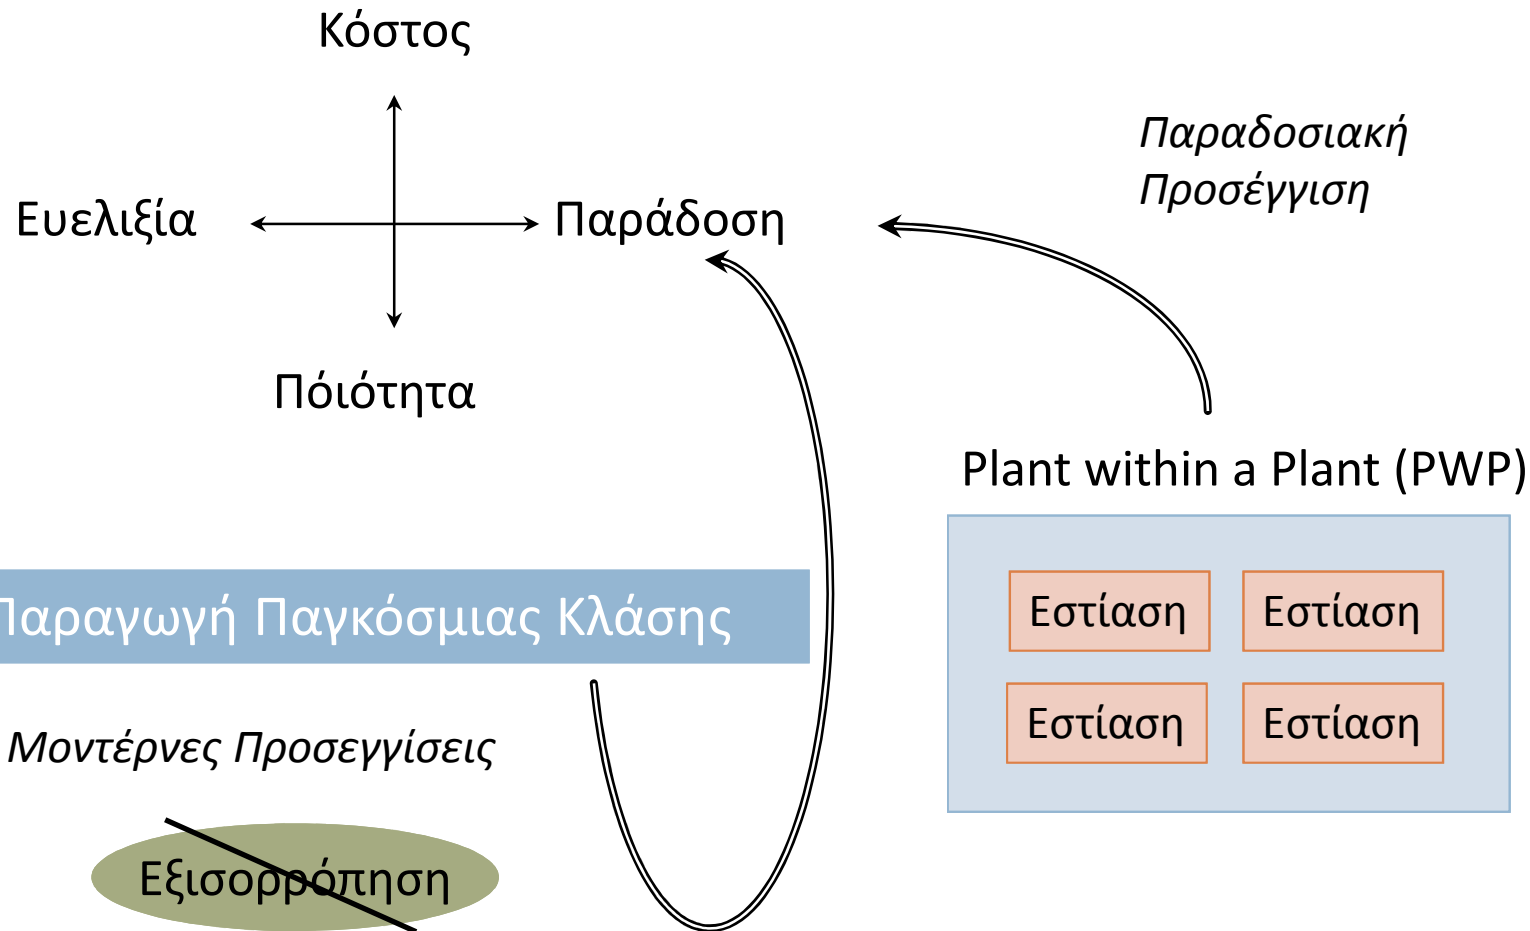 Κόστος
Παραδοσιακή
Προσέγγιση
Ευελιξία
Παράδοση
Πόιότητα
Plant within a Plant (PWP)
Παραγωγή Παγκόσμιας Κλάσης
Εστίαση
Εστίαση
Εστίαση
Εστίαση
Μοντέρνες Προσεγγίσεις
Εξισορρόπηση